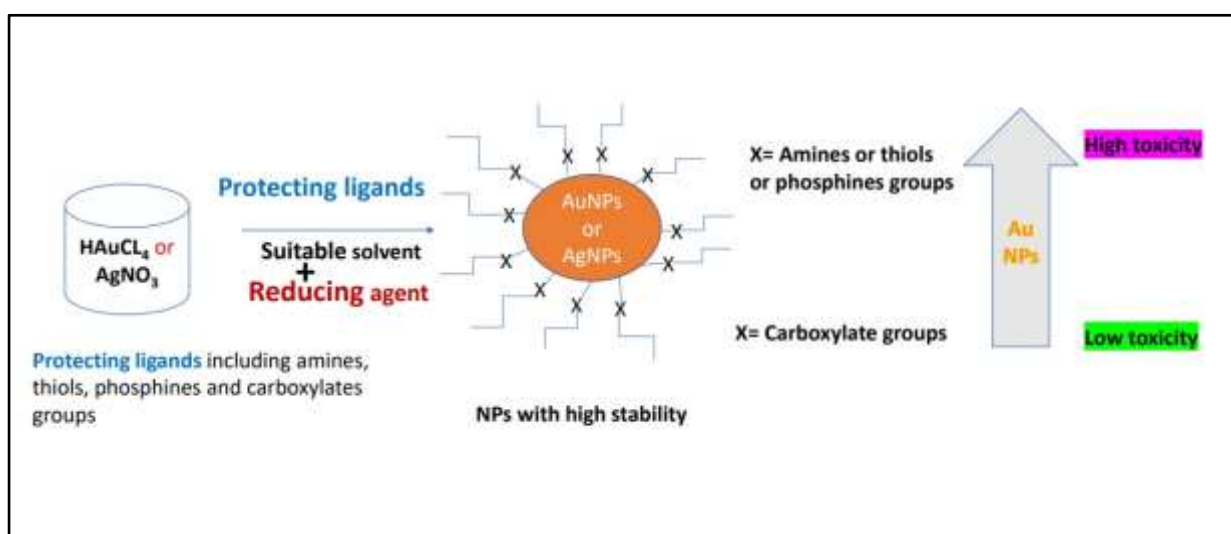 HAuCL₄ or
AgNO₃
Protecting ligands
Suitable solvent
+
Reducing agent
Protecting ligands including amines,
thiols, phosphines and carboxylates
groups
X
X
X
X
X
X
X
X
X
X
X
X
AuNPs
or
AgNPs
NPs with high stability
X= Amines or thiols
or phosphines groups
X= Carboxylate groups
Au
NPs
High toxicity
Low toxicity